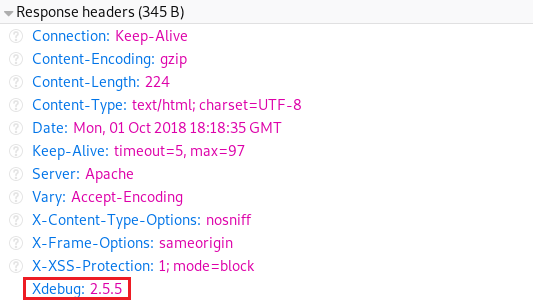 Response headers (345 B)
Connection: Keep-Alive
Content-Encoding: gzip
Content-Length: 224
Content-Type: text/html; charset=UTF-8
Date: Mon, 01 Oct 2018 18:18:35 GMT
Keep-Alive: timeout=5, max=97
Server: Apache
Vary: Accept-Encoding
X-Content-Type-Options: nosniff
X-Frame-Options: sameorigin
X-XSS-Protection: 1; mode=block
Xdebug: 2.5.5